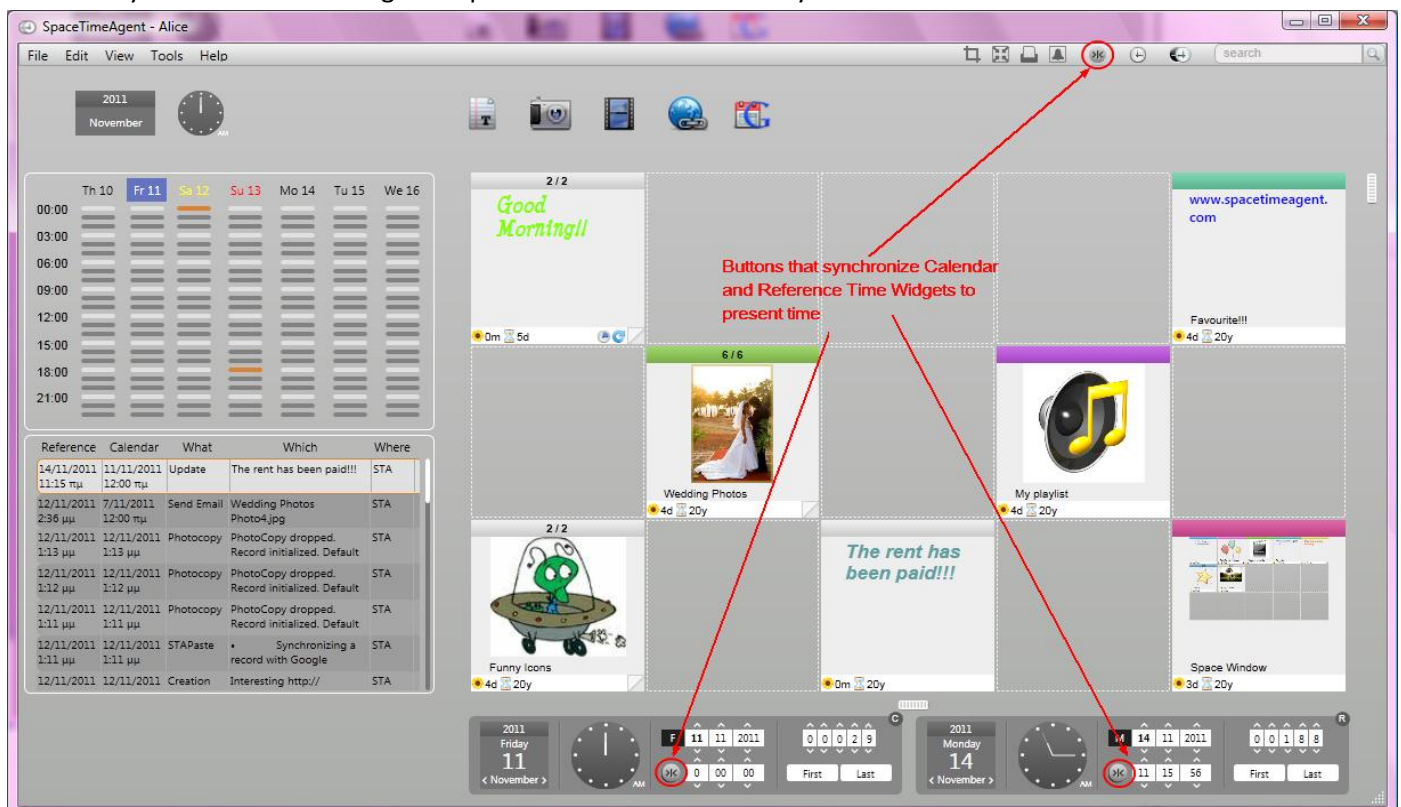 SpaceTimeAgent - Alice
File Edit View Tools Help
search
2011
November
AM
Th 10 Fr 11 Sa 12 Su 13 Mo 14 Tu 15 We 16
00:00
03:00
06:00
09:00
12:00
15:00
18:00
21:00
Reference Calendar What Which Where
14/11/2011 11/11/2011 Update The rent has been paid!!! STA
11:15 πμ 12:00 πμ
12/11/2011 7/11/2011 Send Email Wedding Photos STA
2:36 μμ 12:00 πμ Photo4.jpg
12/11/2011 12/11/2011 Photocopy PhotoCopy dropped. STA
1:13 μμ 1:13 μμ Record initialized. Default
12/11/2011 12/11/2011 Photocopy PhotoCopy dropped. STA
1:12 μμ 1:12 μμ Record initialized. Default
12/11/2011 12/11/2011 Photocopy PhotoCopy dropped. STA
1:11 μμ 1:11 μμ Record initialized. Default
12/11/2011 12/11/2011 STAPaste • Synchronizing a STA
1:11 μμ 1:11 μμ record with Google
12/11/2011 12/11/2011 Creation Interesting http:// STA
2 / 2
Good
Morning!!
0m 5d
www.spacetimeagent.
com
Favourite!!!
4d 20y
Buttons that synchronize Calendar
and Reference Time Widgets to
present time
6 / 6
Wedding Photos
4d 20y
My playlist
4d 20y
2 / 2
Funny Icons
4d 20y
The rent has
been paid!!!
0m 20y
Space Window
3d 20y
C
2011
Friday
11
< November >
AM
F 11 11 2011
0 00 00
0 0 0 2 9
First Last
R
2011
Monday
14
< November >
AM
M 14 11 2011
11 15 56
0 0 1 8 8
First Last